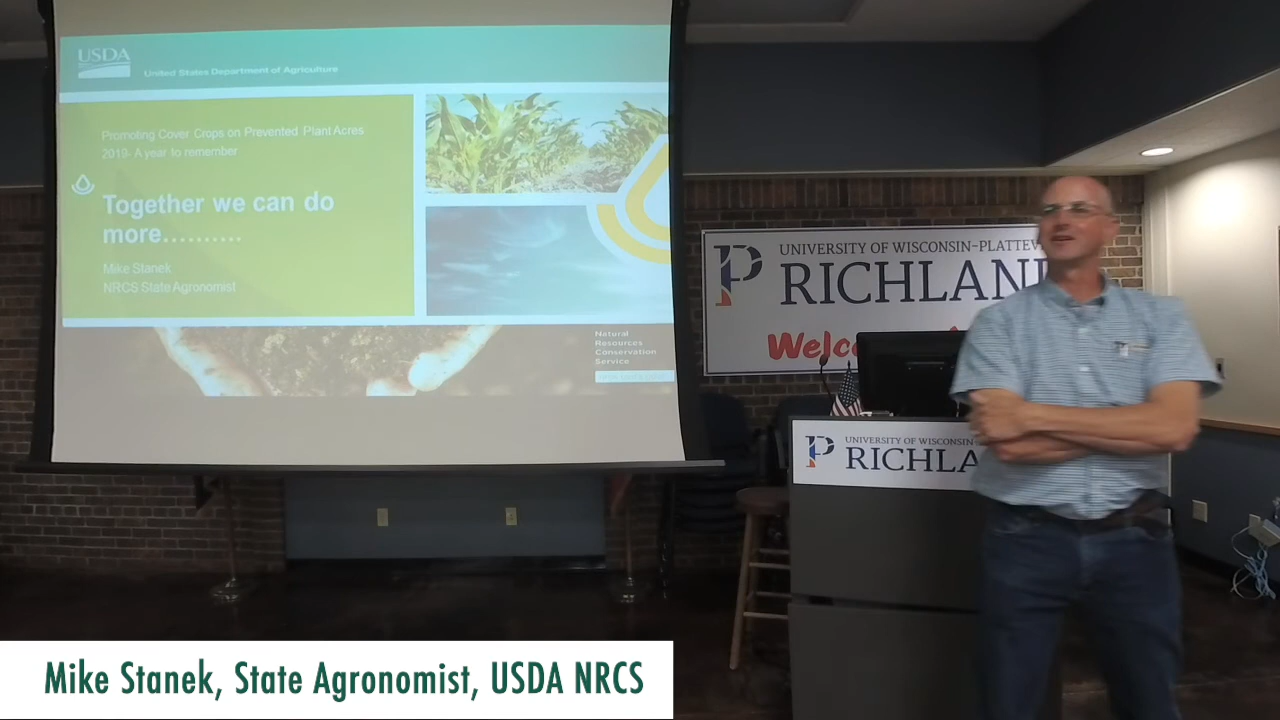 USDA
United States Department of Agriculture
Promoting Cover Crops on Prevented Plant Acres
2019- A year to remember
Together we can do
more..........
Mike Stanek
NRCS State Agronomist
Natural
Resources
Conservation
Service
UNIVERSITY OF WISCONSIN-PLATTEV
RICHLAN
Welco
UNIVERSITY OF WISCONSIN-
RICHLA
Mike Stanek, State Agronomist, USDA NRCS